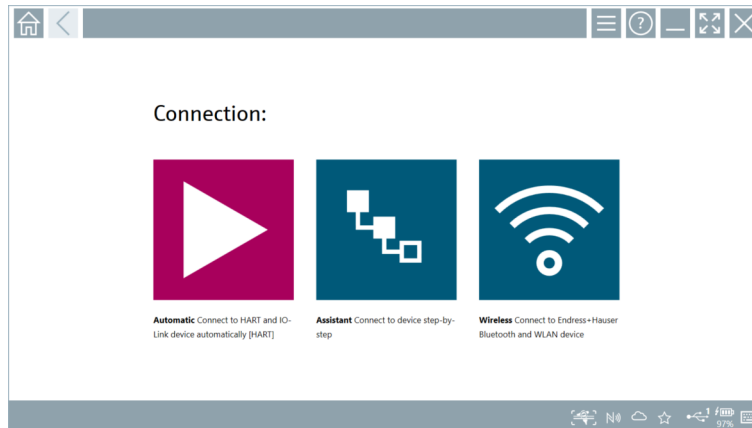 Connection:
Automatic Connect to HART and IO-
Link device automatically [HART]
Assistant Connect to device step-by-
step
Wireless Connect to Endress+Hauser
Bluetooth and WLAN device
1
97%